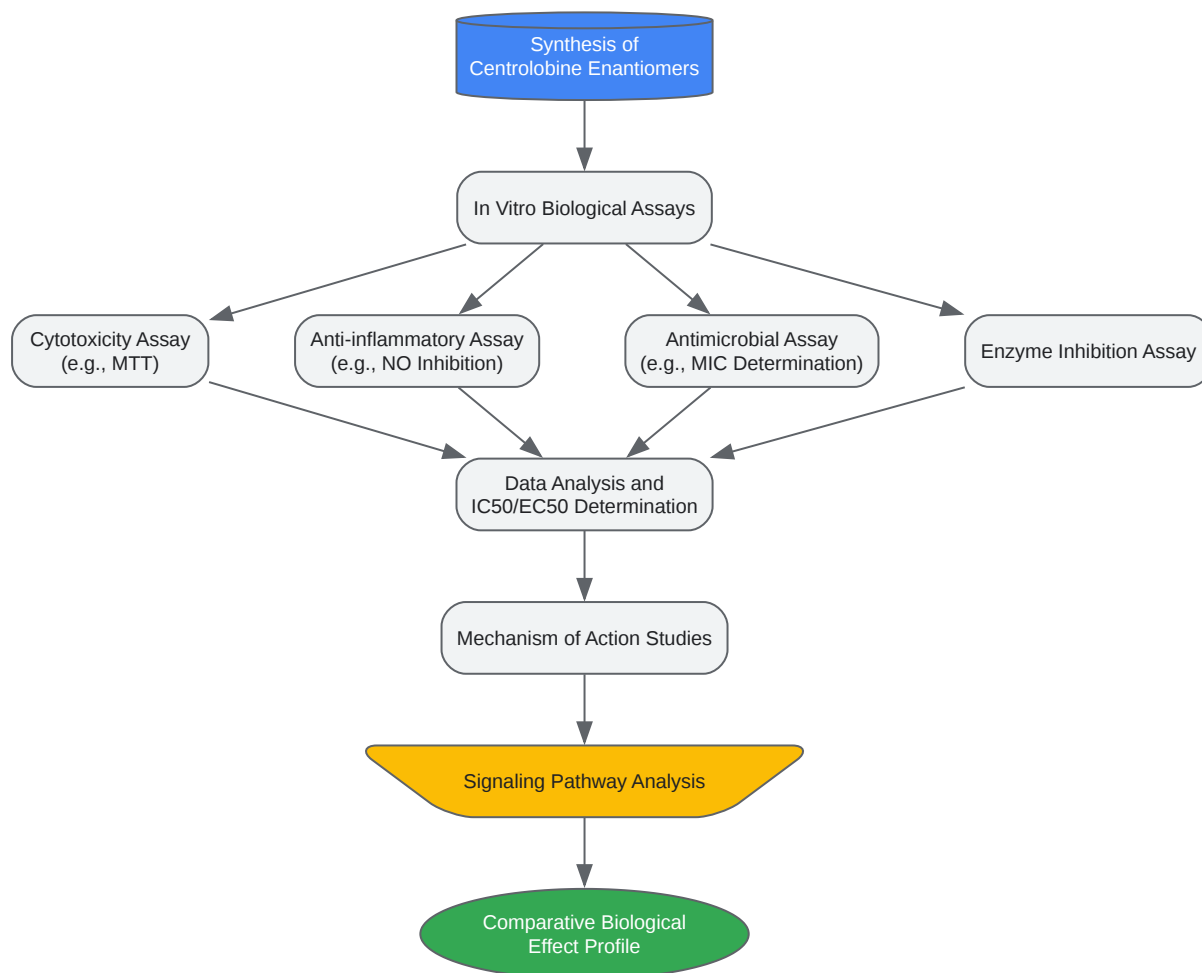 Synthesis of
Centrolobine Enantiomers
In Vitro Biological Assays
Cytotoxicity Assay
(e.g., MTT)
Anti-inflammatory Assay
(e.g., NO Inhibition)
Antimicrobial Assay
(e.g., MIC Determination)
Enzyme Inhibition Assay
Data Analysis and
IC50/EC50 Determination
Mechanism of Action Studies
Signaling Pathway Analysis
Comparative Biological
Effect Profile